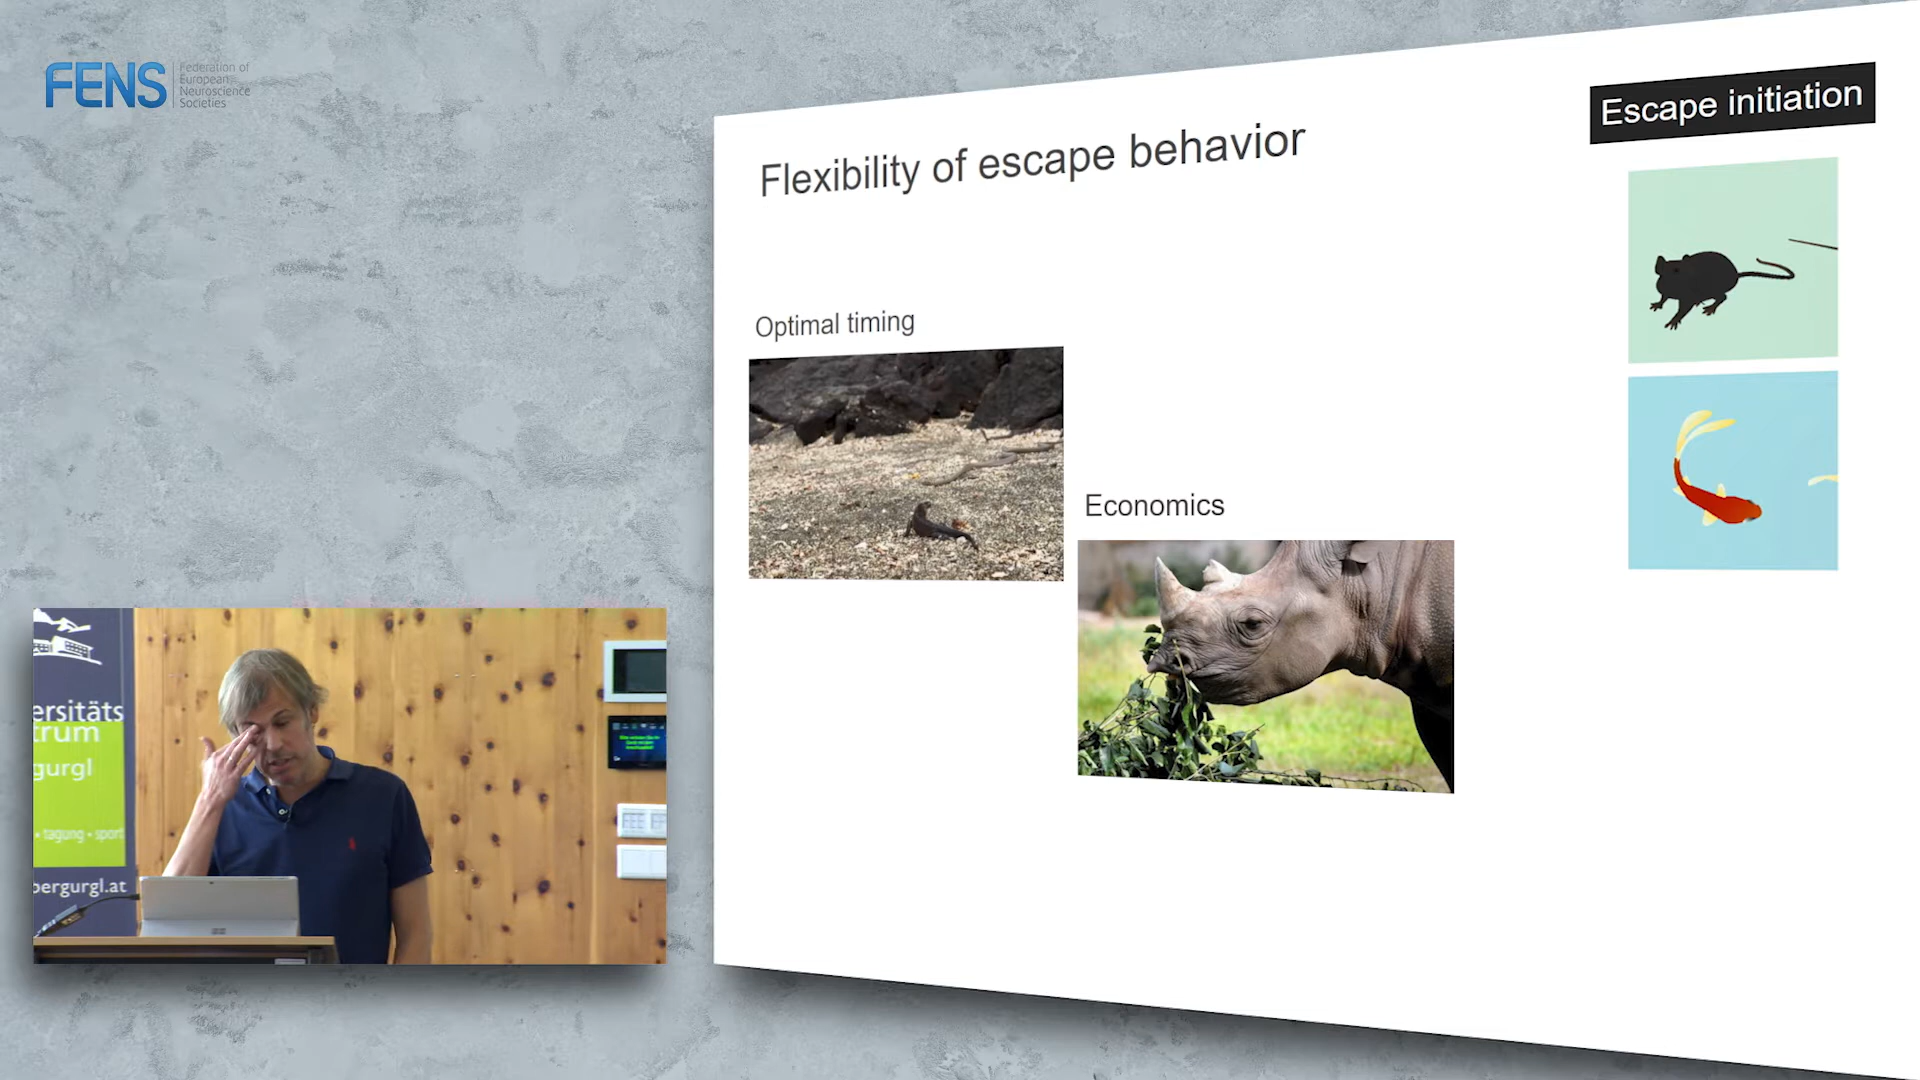 FENS
Federation of
European
Neuroscience
Societies
Flexibility of escape behavior
Escape initiation
Optimal timing
Economics
ersitäts
trum
gurgl
• tagung • sport
bergurgl.at